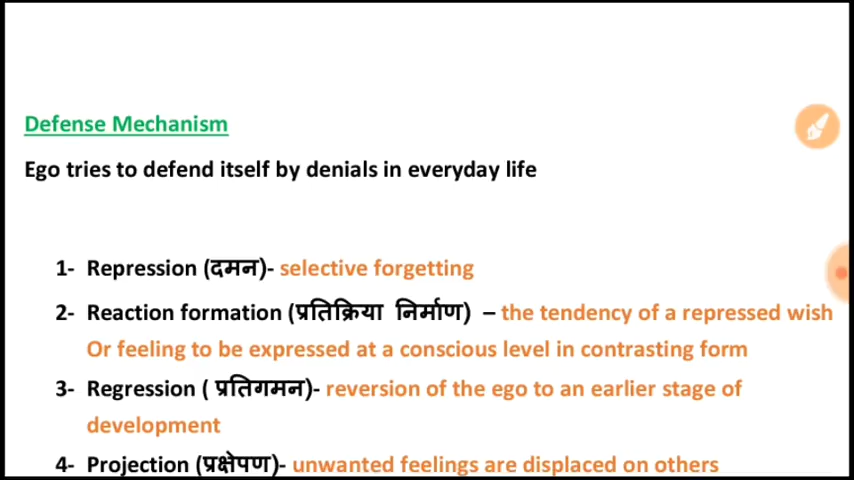 Defense Mechanism
Ego tries to defend itself by denials in everyday life
1- Repression (दमन)- selective forgetting
2- Reaction formation (प्रतिक्रिया निर्माण) – the tendency of a repressed wish
Or feeling to be expressed at a conscious level in contrasting form
3- Regression ( प्रतिगमन)- reversion of the ego to an earlier stage of
development
4- Projection (प्रक्षेपण)- unwanted feelings are displaced on others